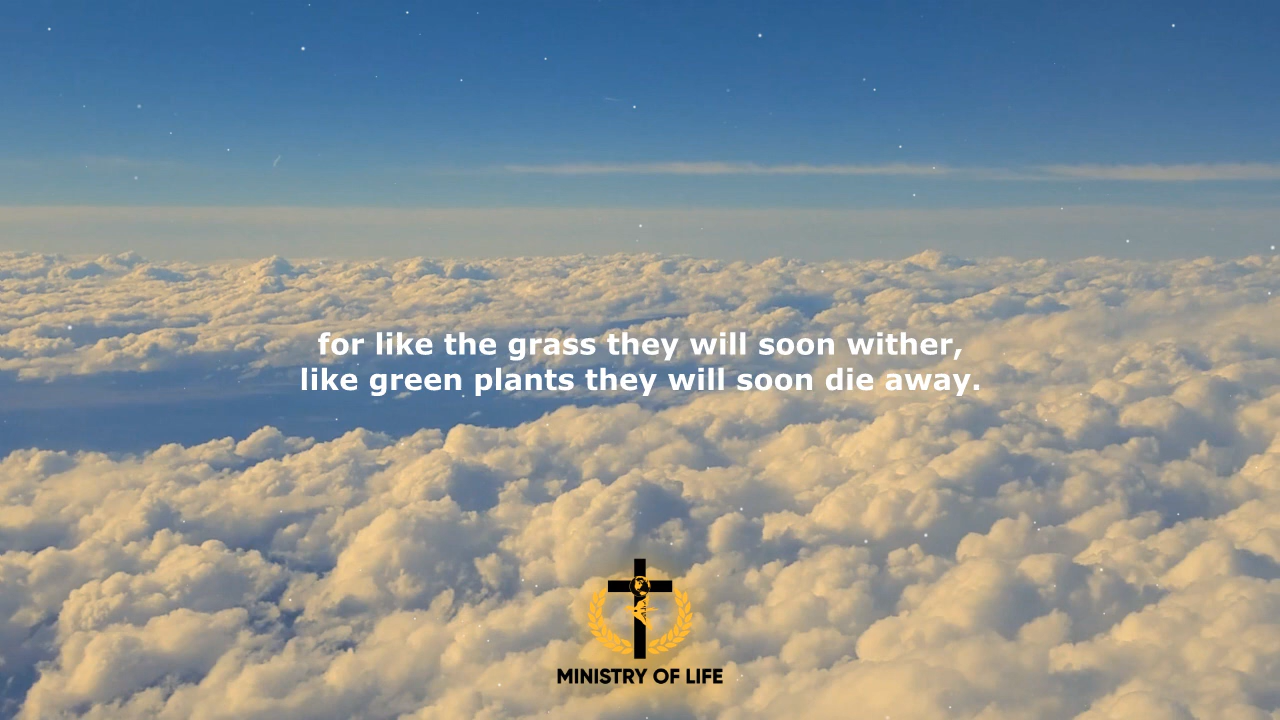 for like the grass they will soon wither,
like green plants they will soon die away.
MINISTRY OF LIFE